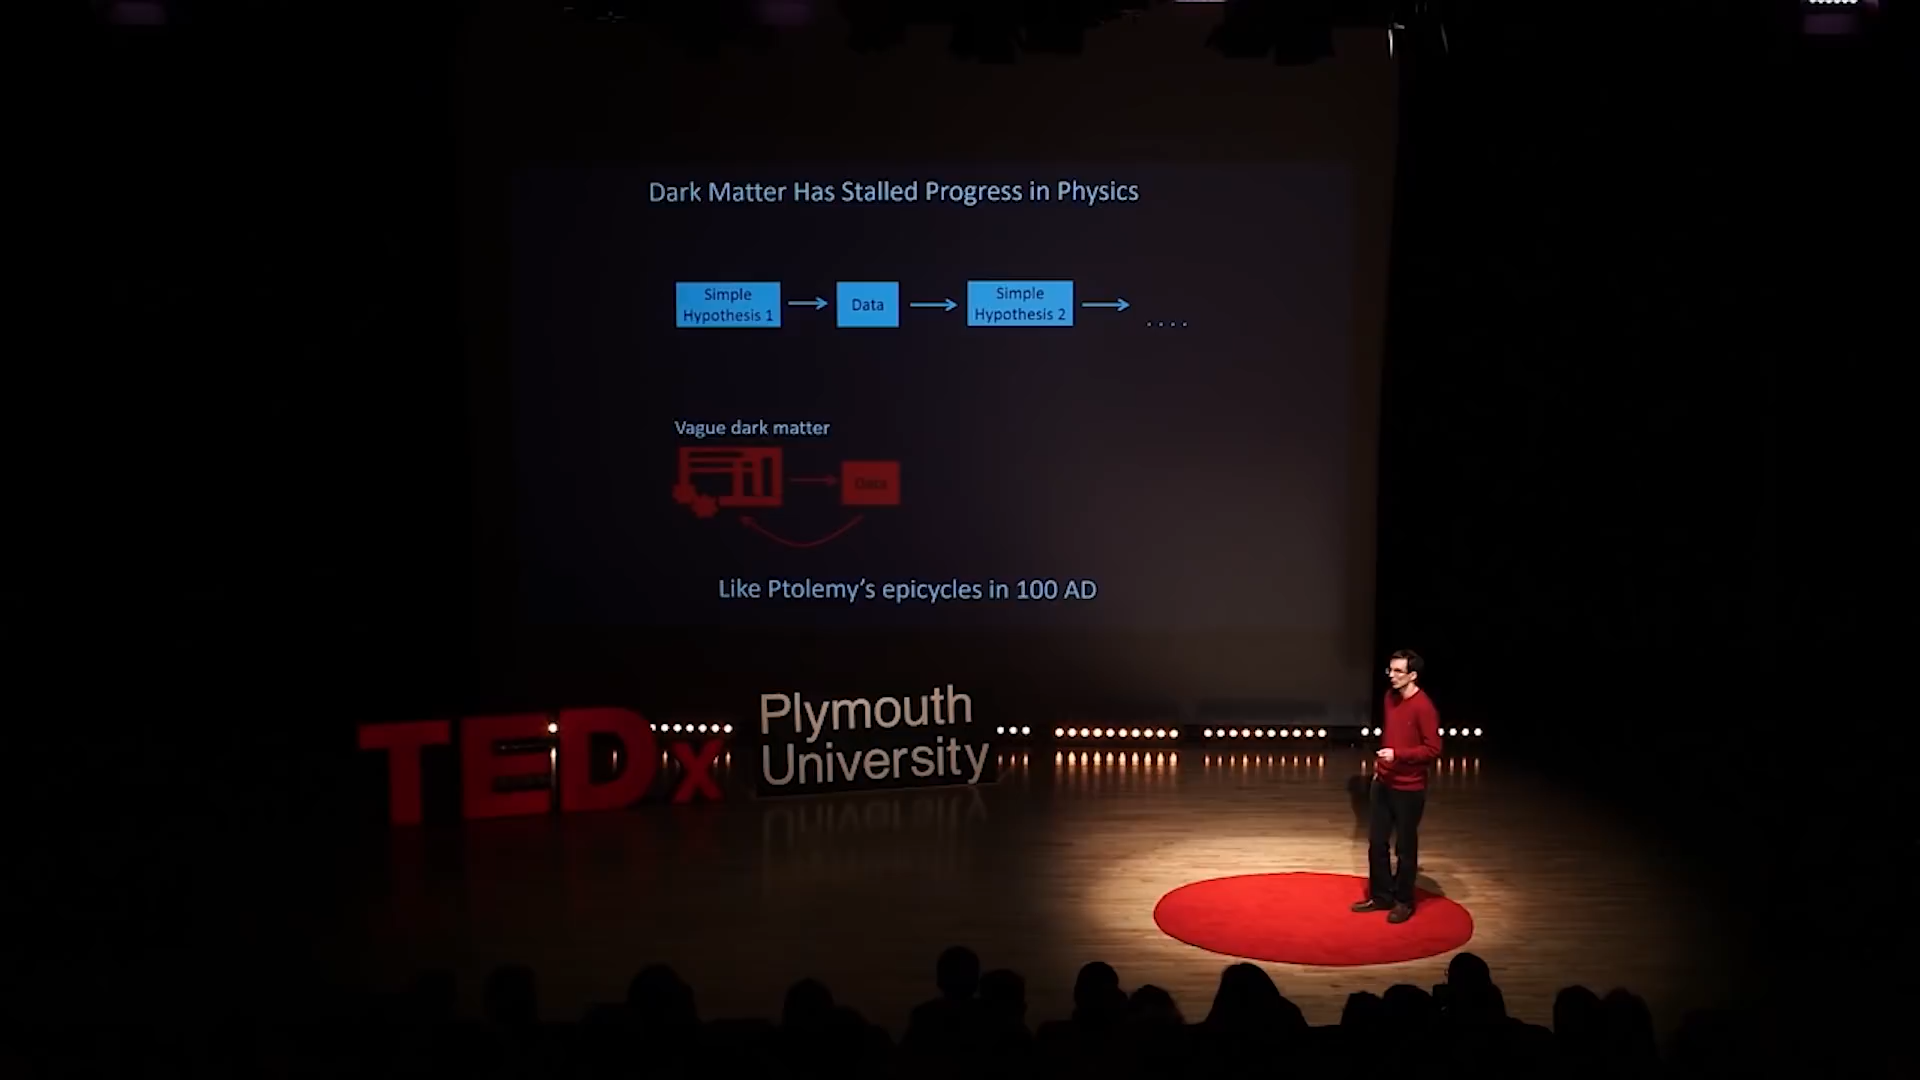 Dark Matter Has Stalled Progress in Physics
Simple
Hypothesis 1
Data
Simple
Hypothesis 2
. . . .
Vague dark matter
Data
Like Ptolemy's epicycles in 100 AD
TEDx
Plymouth
University